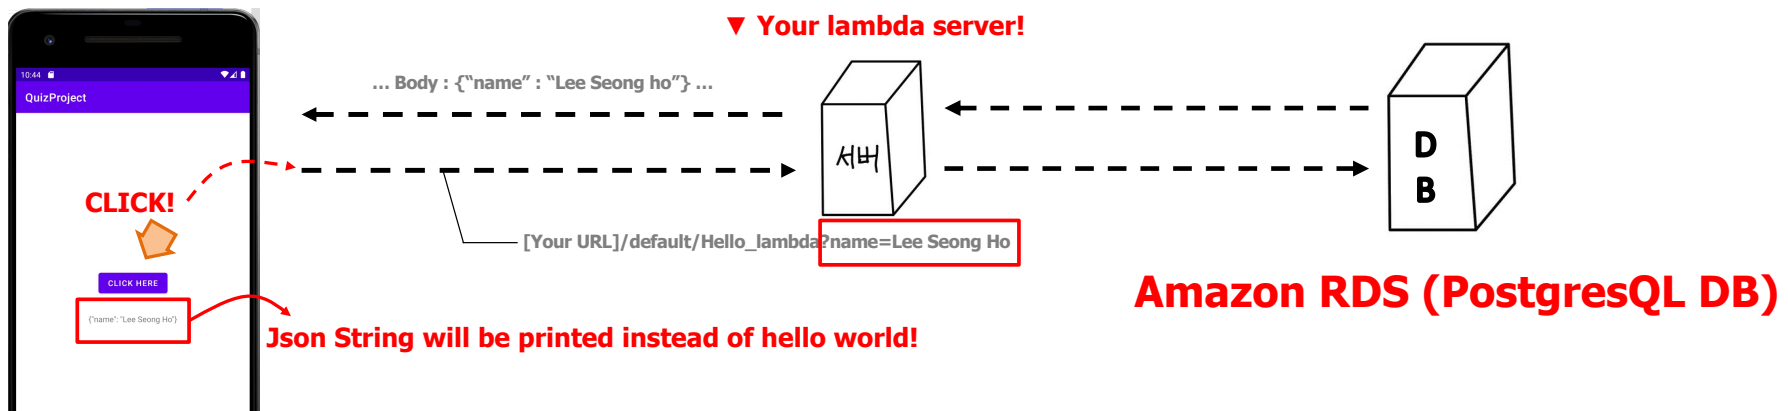 ▼ Your lambda server!
10:44
QuizProject
... Body : {“name” : “Lee Seong ho”} ...
서버
D
B
CLICK!
[Your URL]/default/Hello_lambda?name=Lee Seong Ho
CLICK HERE
{"name": "Lee Seong Ho"}
Amazon RDS (PostgresQL DB)
Json String will be printed instead of hello world!